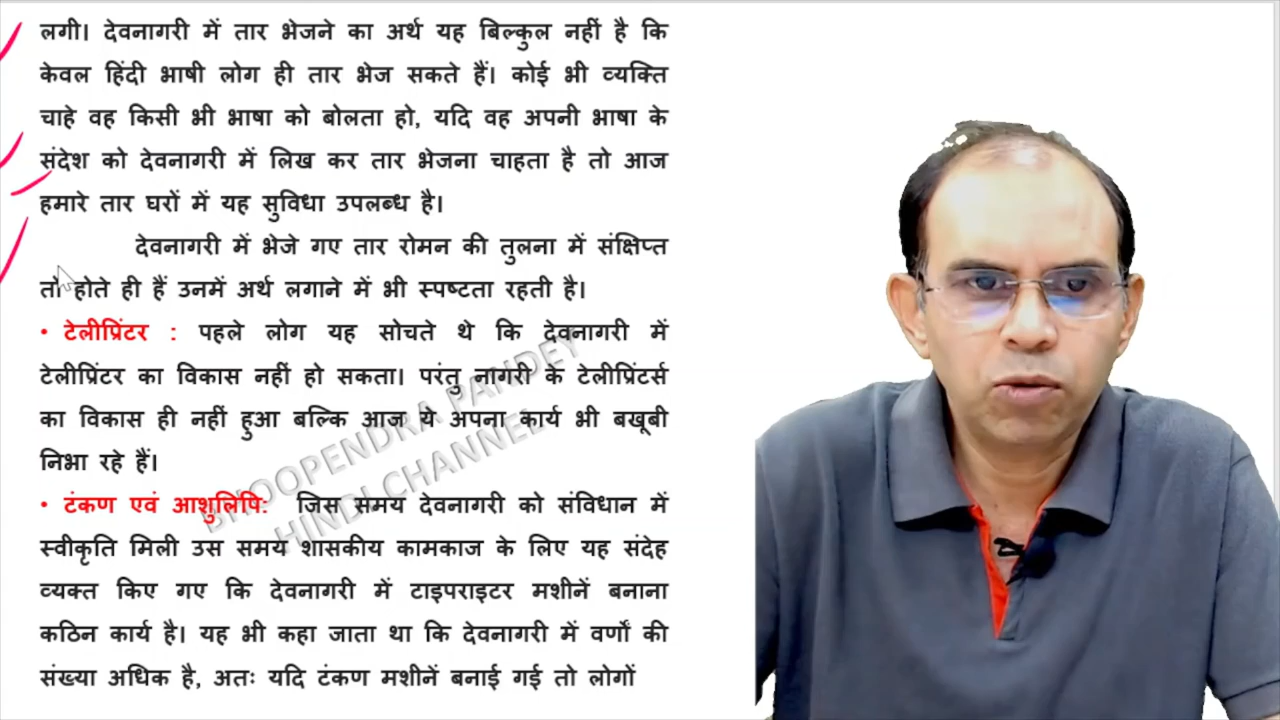 लगी। देवनागरी में तार भेजने का अर्थ यह बिल्कुल नहीं है कि
केवल हिंदी भाषी लोग ही तार भेज सकते हैं। कोई भी व्यक्ति
चाहे वह किसी भी भाषा को बोलता हो, यदि वह अपनी भाषा के
संदेश को देवनागरी में लिख कर तार भेजना चाहता है तो आज
हमारे तार घरों में यह सुविधा उपलब्ध है।
देवनागरी में भेजे गए तार रोमन की तुलना में संक्षिप्त
तो होते ही हैं उनमें अर्थ लगाने में भी स्पष्टता रहती है।
• टेलीप्रिंटर : पहले लोग यह सोचते थे कि देवनागरी में
टेलीप्रिंटर का विकास नहीं हो सकता। परंतु नागरी के टेलीप्रिंटर्स
का विकास ही नहीं हुआ बल्कि आज ये अपना कार्य भी बखूबी
निभा रहे हैं।
• टंकण एवं आशुलिपि: जिस समय देवनागरी को संविधान में
स्वीकृति मिली उस समय शासकीय कामकाज के लिए यह संदेह
व्यक्त किए गए कि देवनागरी में टाइपराइटर मशीनें बनाना
कठिन कार्य है। यह भी कहा जाता था कि देवनागरी में वर्णों की
संख्या अधिक है, अतः यदि टंकण मशीनें बनाई गई तो लोगों
BHOOPENDRA PANDEY
HINDI CHANNEL